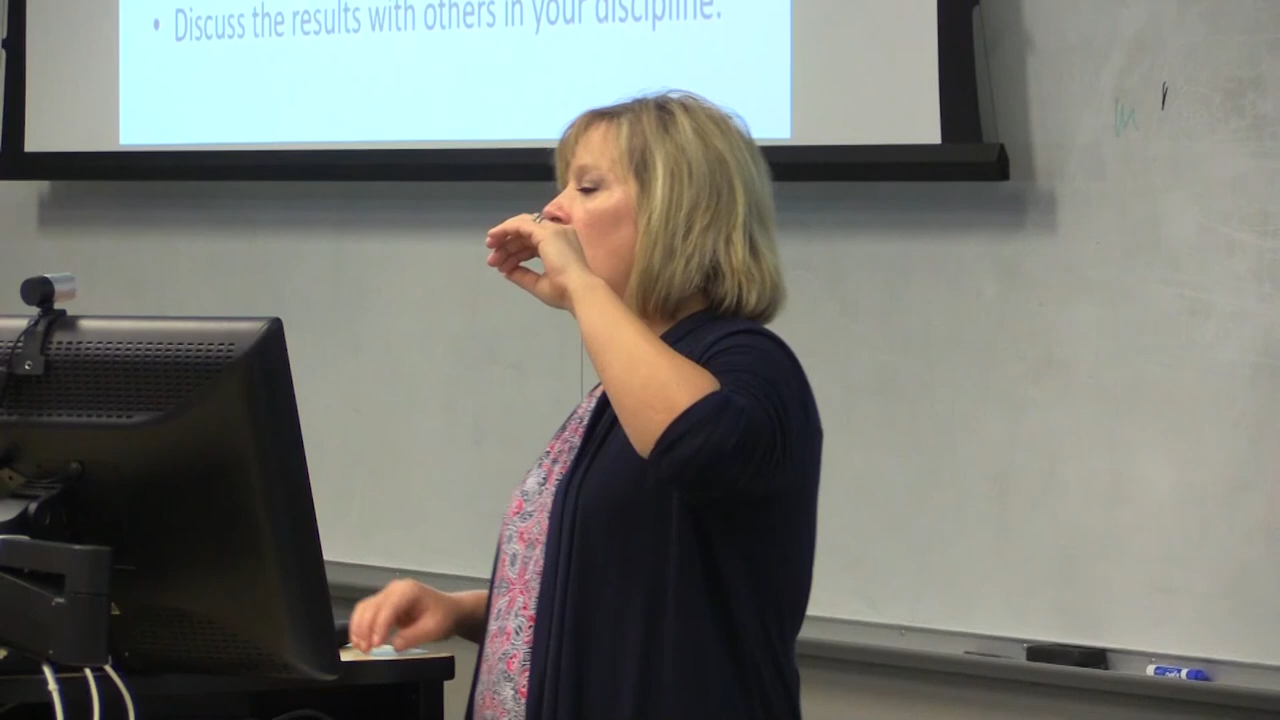 • Discuss the results with others in your discipline.